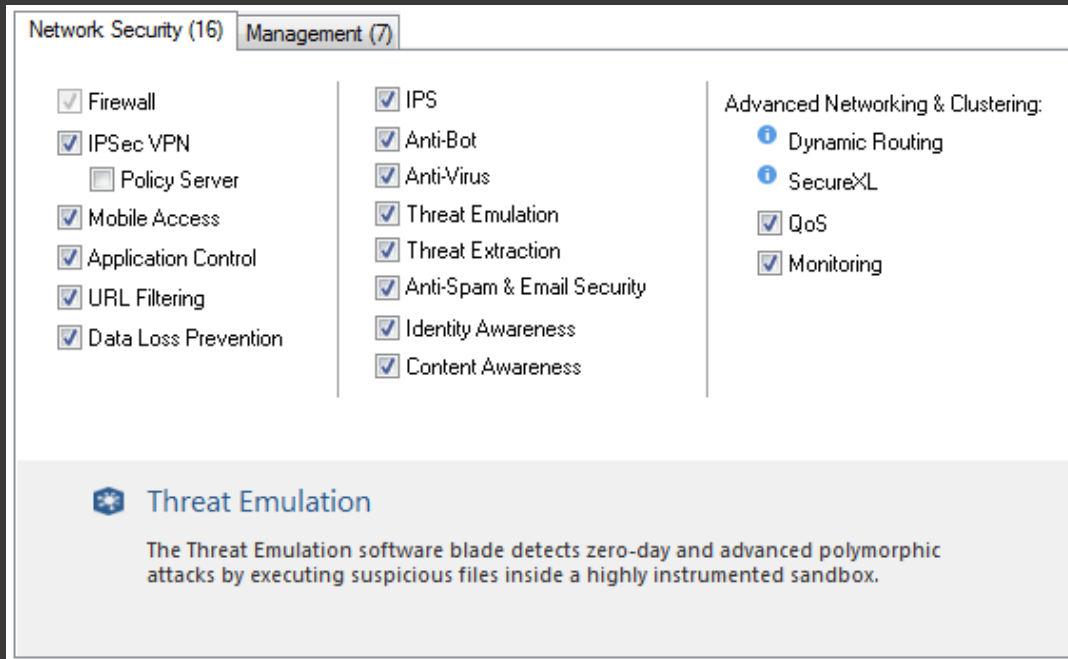 Network Security (16)
Management (7)
Firewall
IPSec VPN
Policy Server
Mobile Access
Application Control
URL Filtering
Data Loss Prevention
IPS
Anti-Bot
Anti-Virus
Threat Emulation
Threat Extraction
Anti-Spam & Email Security
Identity Awareness
Content Awareness
Advanced Networking & Clustering:
Dynamic Routing
SecureXL
QoS
Monitoring
Threat Emulation
The Threat Emulation software blade detects zero-day and advanced polymorphic
attacks by executing suspicious files inside a highly instrumented sandbox.